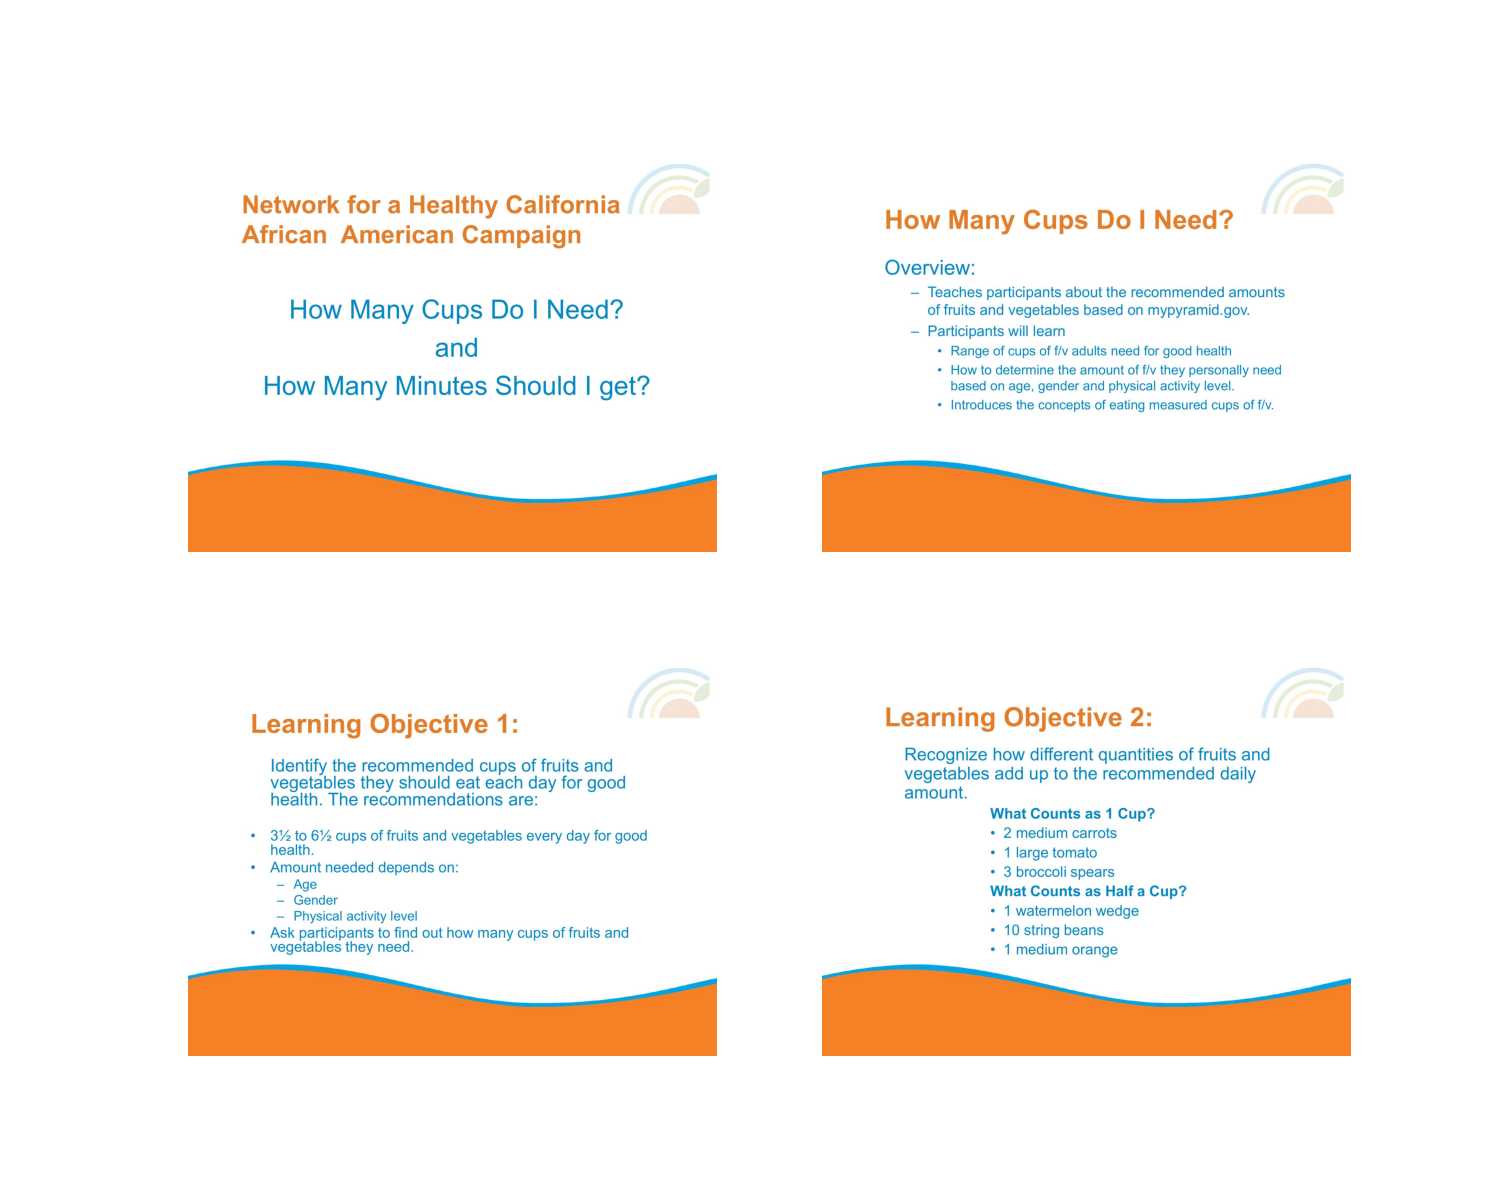 Network for a Healthy California
African  American Campaign
How Many Cups Do I Need?
and
How Many Minutes Should I get?
How Many Cups Do I Need?
Overview:
– Teaches participants about the recommended amounts
of fruits and vegetables based on mypyramid.gov.
– Participants will learn
• Range of cups of f/v adults need for good health
• How to determine the amount of f/v they personally need
based on age, gender and physical activity level.
• Introduces the concepts of eating measured cups of f/v.
Learning Objective 1:
Identify the recommended cups of fruits and
vegetables they should eat each day for good
health. The recommendations are:
• 3½ to 6½ cups of fruits and vegetables every day for good
health.
• Amount needed depends on:
– Age
– Gender
– Physical activity level
• Ask participants to find out how many cups of fruits and
vegetables they need.
Learning Objective 2:
Recognize how different quantities of fruits and
vegetables add up to the recommended daily
amount.
What Counts as 1 Cup?
• 2 medium carrots
• 1 large tomato
• 3 broccoli spears
What Counts as Half a Cup?
• 1 watermelon wedge
• 10 string beans
• 1 medium orange